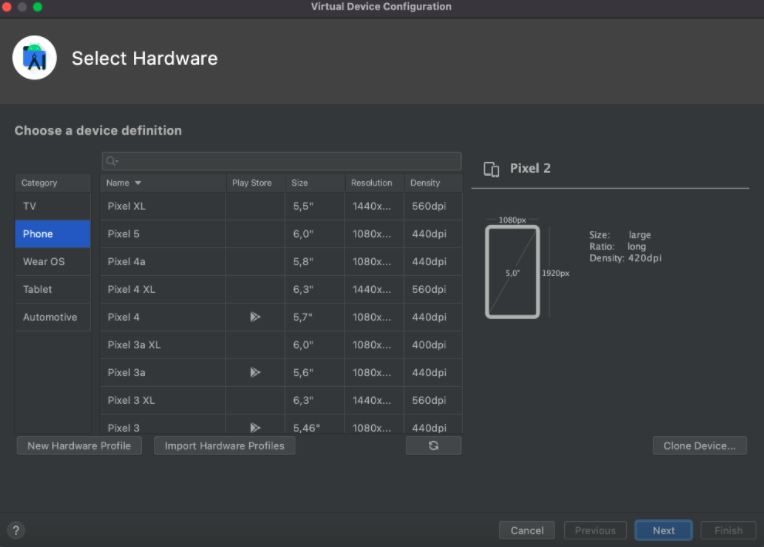 Virtual Device Configuration
Select Hardware
Choose a device definition
Category
TV
Phone
Wear OS
Tablet
Automotive
Name Play Store Size Resolution Density
Pixel XL 5,5" 1440x... 560dpi
Pixel 5 6,0" 1080x... 440dpi
Pixel 4a 5,8" 1080x... 440dpi
Pixel 4 XL 6,3" 1440x... 560dpi
Pixel 4 5,7" 1080x... 440dpi
Pixel 3a XL 6,0" 1080x... 400dpi
Pixel 3a 5,6" 1080x... 440dpi
Pixel 3 XL 6,3" 1440x... 560dpi
Pixel 3 5,46" 1080x... 440dpi
Pixel 2
1080px
5,0"
1920px
Size: large
Ratio: long
Density: 420dpi
New Hardware Profile
Import Hardware Profiles
Clone Device...
?
Cancel
Previous
Next
Finish